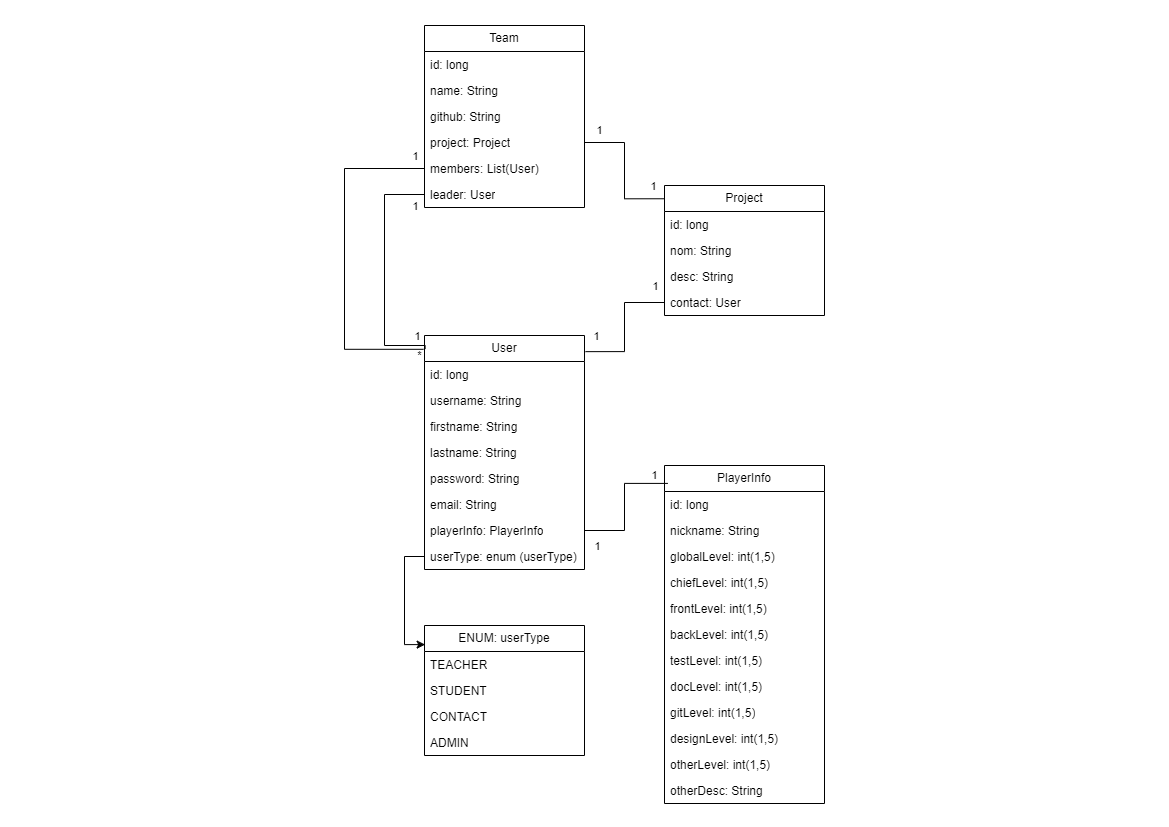 Team
id: long
name: String
github: String
project: Project
members: List(User)
leader: User
1
1
1
1
Project
id: long
nom: String
desc: String
contact: User
1
1
1
*
User
id: long
username: String
firstname: String
lastname: String
password: String
email: String
playerInfo: PlayerInfo
userType: enum (userType)
1
1
PlayerInfo
id: long
nickname: String
globalLevel: int(1,5)
chiefLevel: int(1,5)
frontLevel: int(1,5)
backLevel: int(1,5)
testLevel: int(1,5)
docLevel: int(1,5)
gitLevel: int(1,5)
designLevel: int(1,5)
otherLevel: int(1,5)
otherDesc: String
ENUM: userType
TEACHER
STUDENT
CONTACT
ADMIN